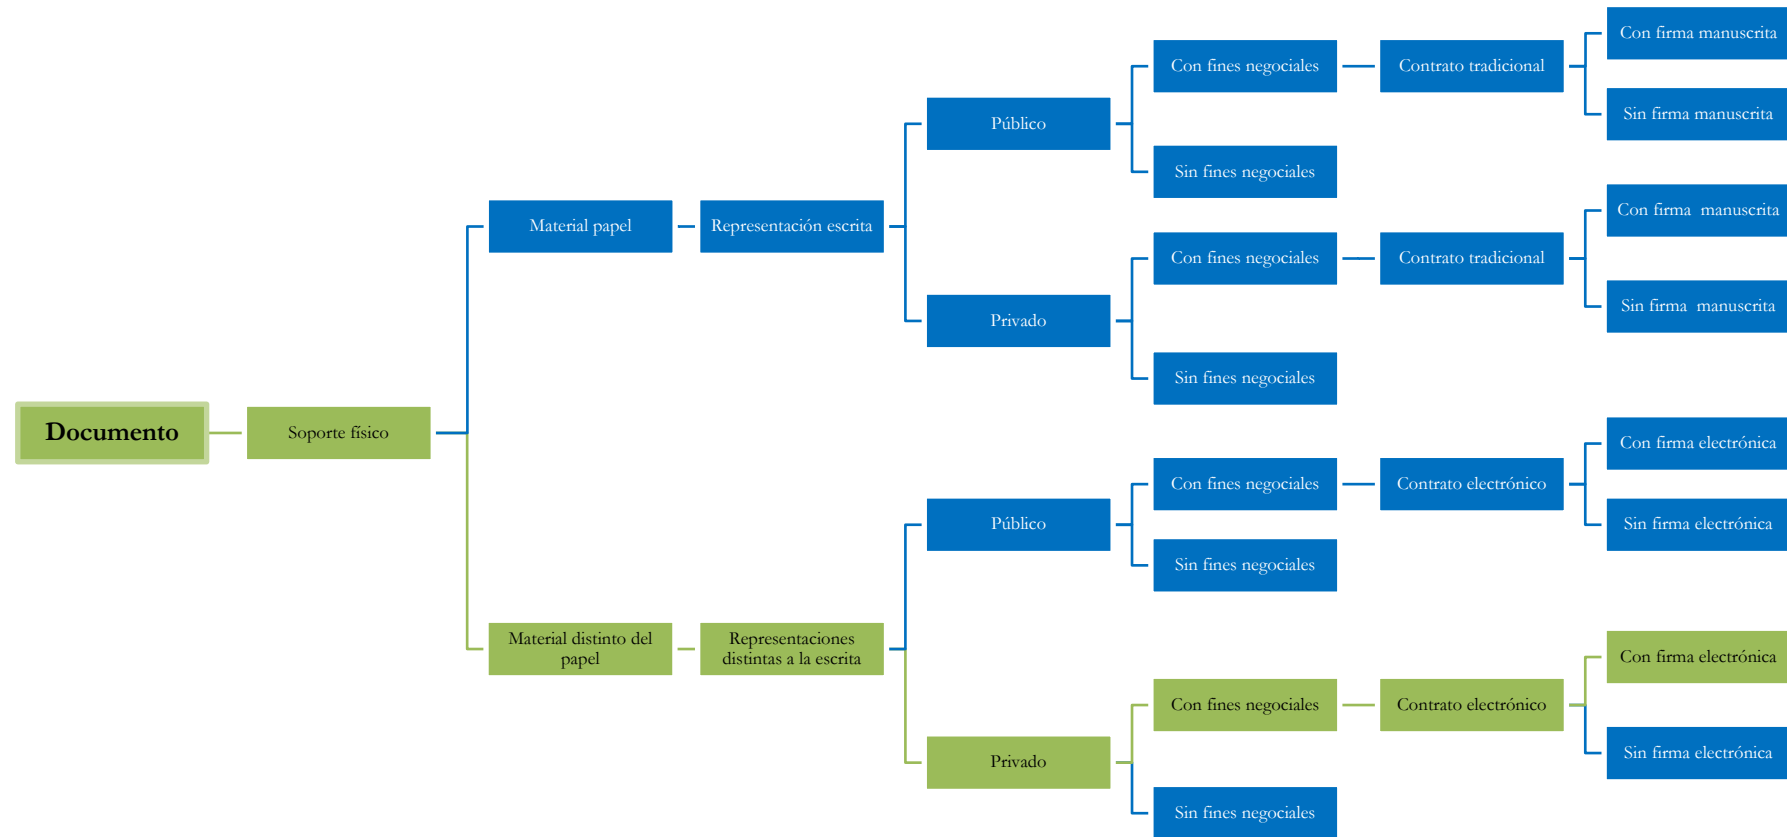 Documento
Soporte físico
Material papel
Representación escrita
Público
Con fines negociales
Contrato tradicional
Con firma manuscrita
Sin firma manuscrita
Sin fines negociales
Privado
Con fines negociales
Contrato tradicional
Con firma  manuscrita
Sin firma  manuscrita
Sin fines negociales
Material distinto del
papel
Representaciones
distintas a la escrita
Público
Con fines negociales
Contrato electrónico
Con firma electrónica
Sin firma electrónica
Sin fines negociales
Privado
Con fines negociales
Contrato electrónico
Con firma electrónica
Sin firma electrónica
Sin fines negociales